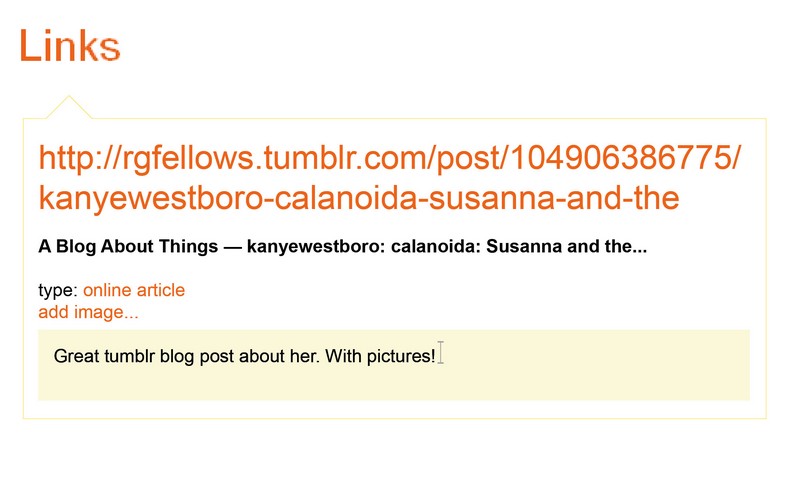 Links
http://rgfellows.tumblr.com/post/104906386775/
kanyewestboro-calanoida-susanna-and-the
A Blog About Things — kanyewestboro: calanoida: Susanna and the...
type: online article
add image...
Great tumblr blog post about her. With pictures!